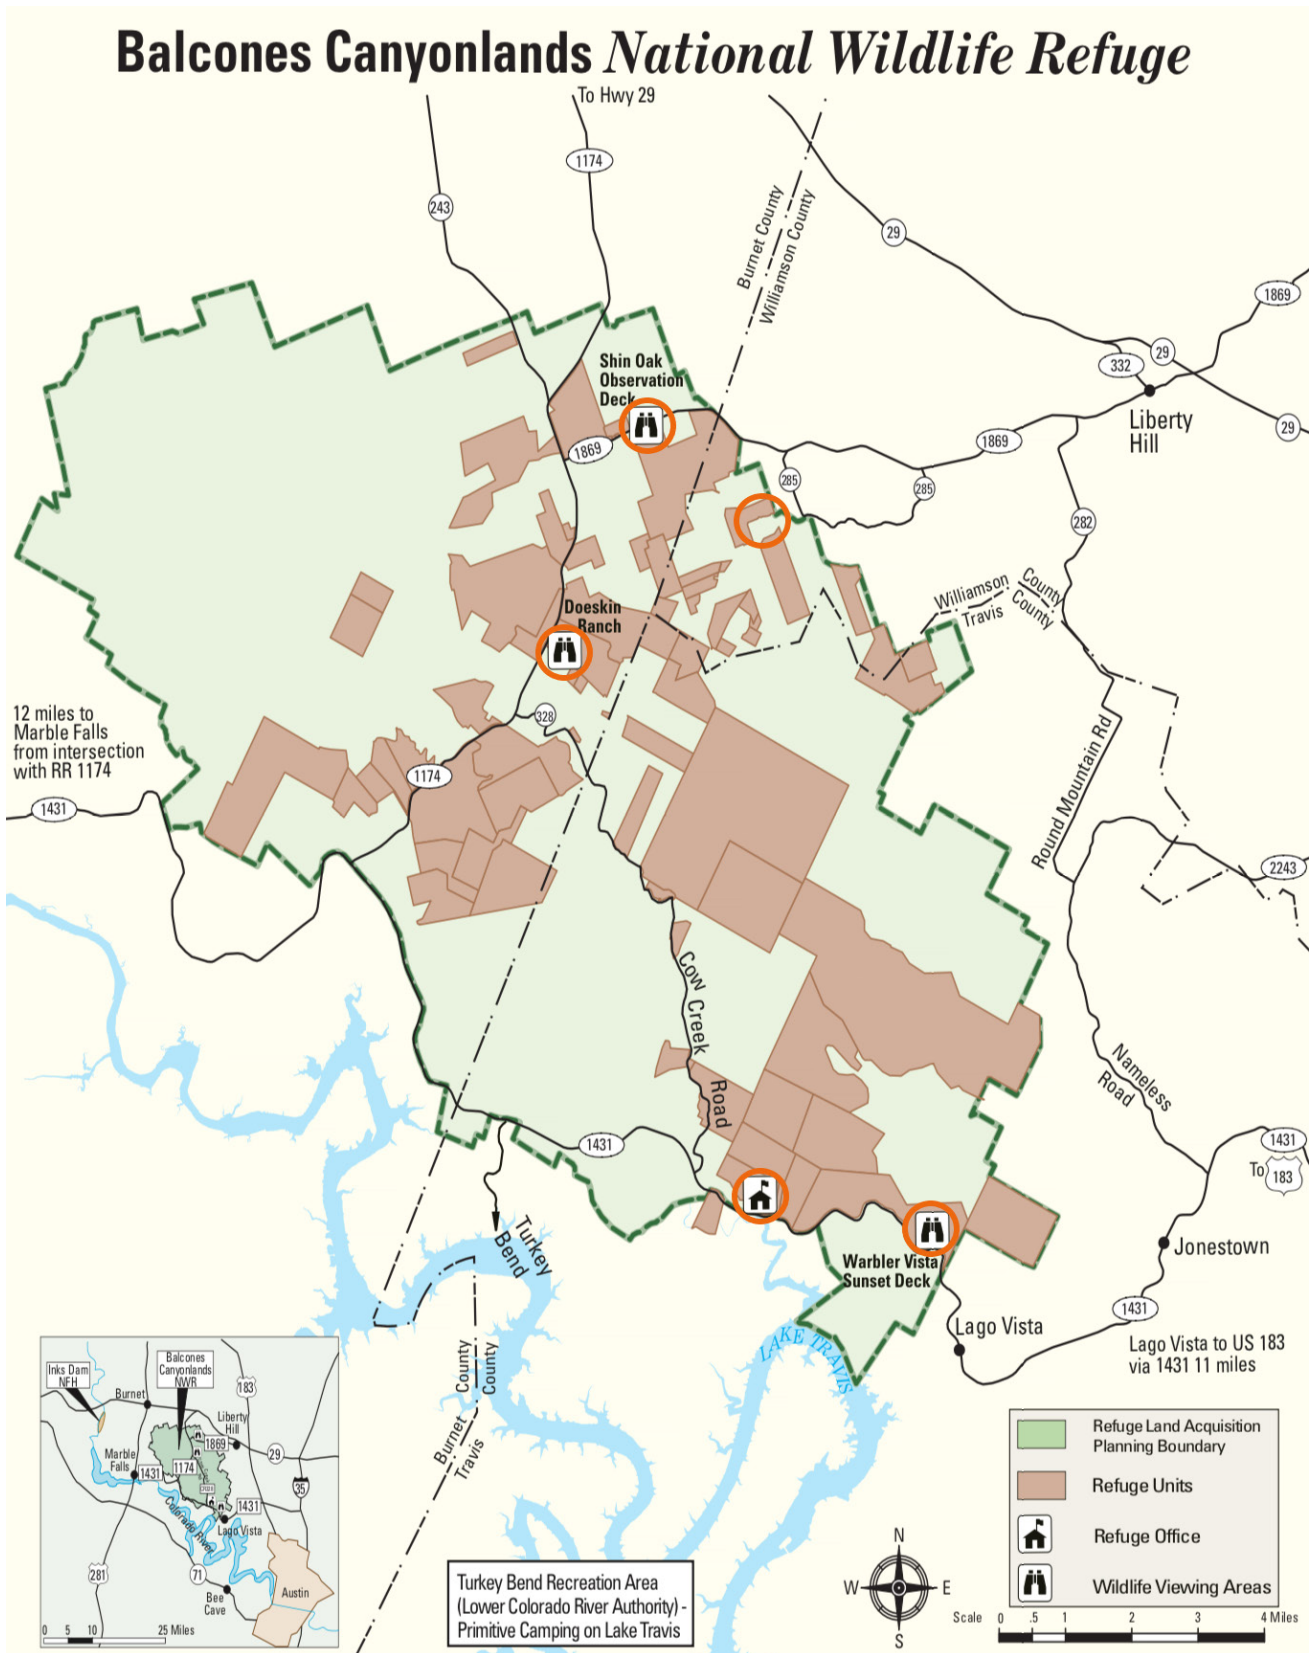 Balcones Canyonlands National Wildlife Refuge
To Hwy 29
1174
243
29
Burnet County
Williamson County
1869
29
332
Liberty
Hill
29
1869
Shin Oak
Observation
Deck
1869
285
285
282
Williamson County
Travis County
Doeskin
Ranch
328
12 miles to
Marble Falls
from intersection
with RR 1174
1431
1174
Round Mountain Rd
2243
Cow Creek Road
Nameless
Road
1431
1431
To 183
Turkey
Bend
Jonestown
Warbler Vista
Sunset Deck
1431
Lago Vista
Lago Vista to US 183
via 1431 11 miles
LAKE TRAVIS
Burnet County
Travis County
Inks Dam
NFH
Balcones
Canyonlands
NWR
183
Burnet
Liberty
Hill
1869
29
Marble
Falls
1431
1174
35
1431
Colorado River
Lago Vista
281
71
Austin
Bee
Cave
0 5 10 25 Miles
Turkey Bend Recreation Area
(Lower Colorado River Authority) -
Primitive Camping on Lake Travis
N
W E
S
Refuge Land Acquisition
Planning Boundary
Refuge Units
Refuge Office
Wildlife Viewing Areas
Scale 0 .5 1 2 3 4 Miles